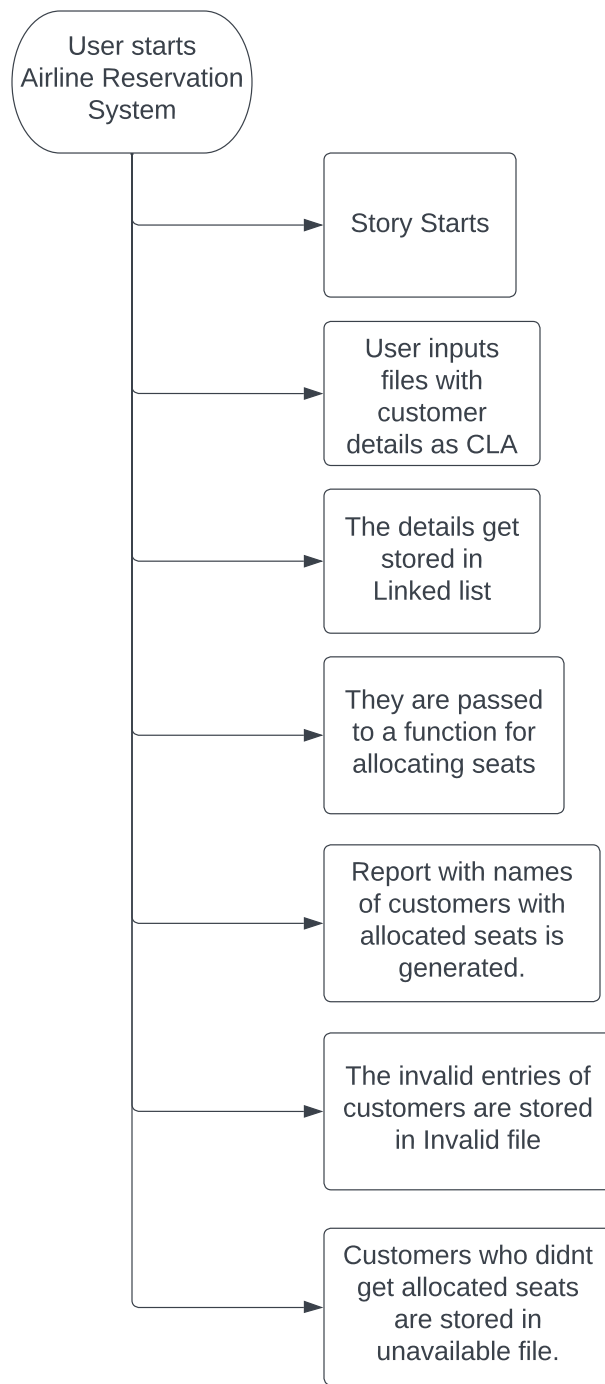 User starts
Airline Reservation
System
Story Starts
User inputs
files with
customer
details as CLA
The details get
stored in
Linked list
They are passed
to a function for
allocating seats
Report with names
of customers with
allocated seats is
generated.
The invalid entries of
customers are stored
in Invalid file
Customers who didnt
get allocated seats
are stored in
unavailable file.